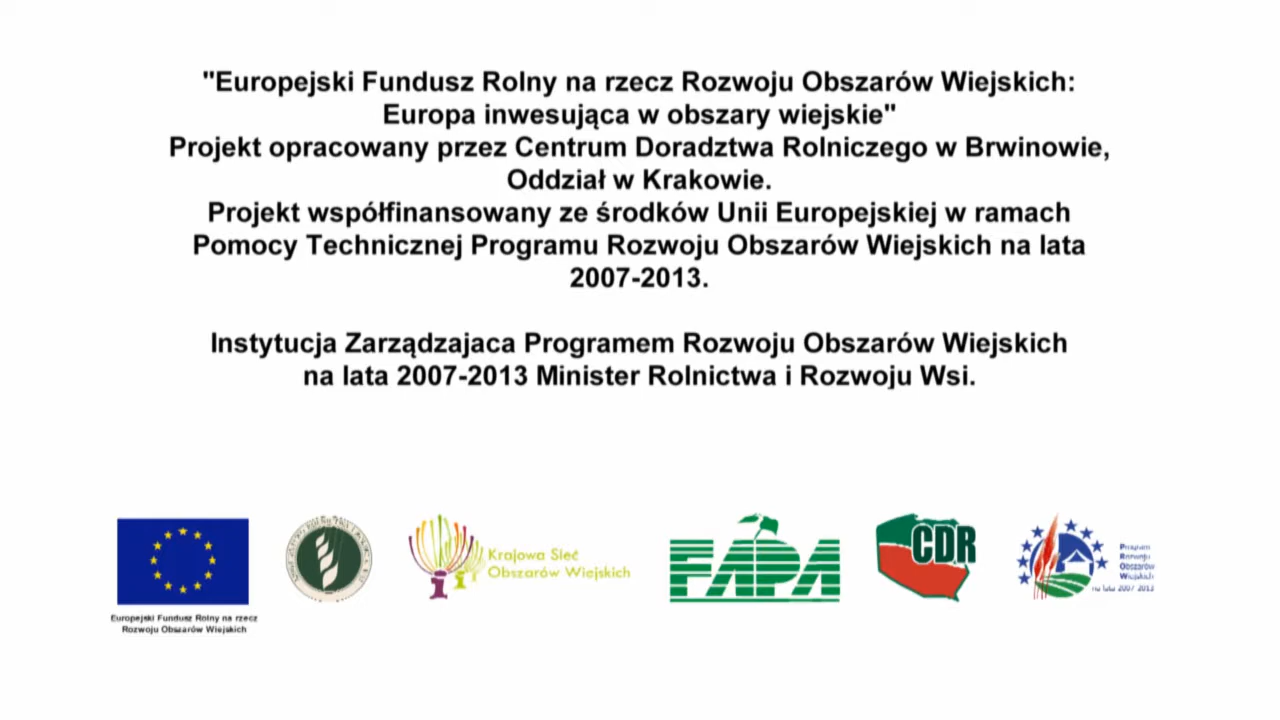 "Europejski Fundusz Rolny na rzecz Rozwoju Obszarów Wiejskich:
Europa inwesująca w obszary wiejskie"
Projekt opracowany przez Centrum Doradztwa Rolniczego w Brwinowie,
Oddział w Krakowie.
Projekt współfinansowany ze środków Unii Europejskiej w ramach
Pomocy Technicznej Programu Rozwoju Obszarów Wiejskich na lata
2007-2013.
Instytucja Zarządzajaca Programem Rozwoju Obszarów Wiejskich
na lata 2007-2013 Minister Rolnictwa i Rozwoju Wsi.
Europejski Fundusz Rolny na rzecz
Rozwoju Obszarów Wiejskich
Krajowa Sieć
Obszarów Wiejskich
FAPA
CDR
Program
Rozwoju
Obszarów
Wiejskich
na lata 2007 2013